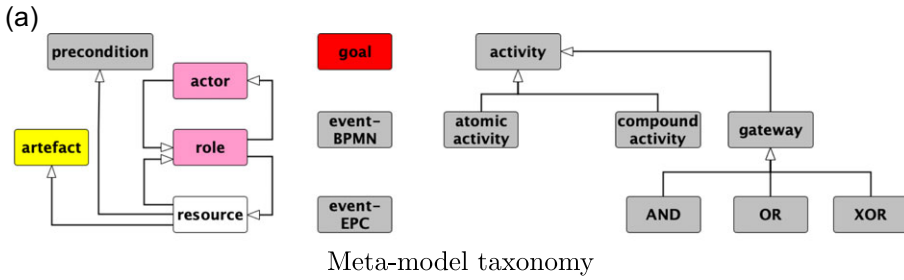 (a)
precondition
goal
activity
actor
artefact
role
event-
BPMN
atomic
activity
compound
activity
gateway
resource
event-
EPC
AND
OR
XOR
Meta-model taxonomy